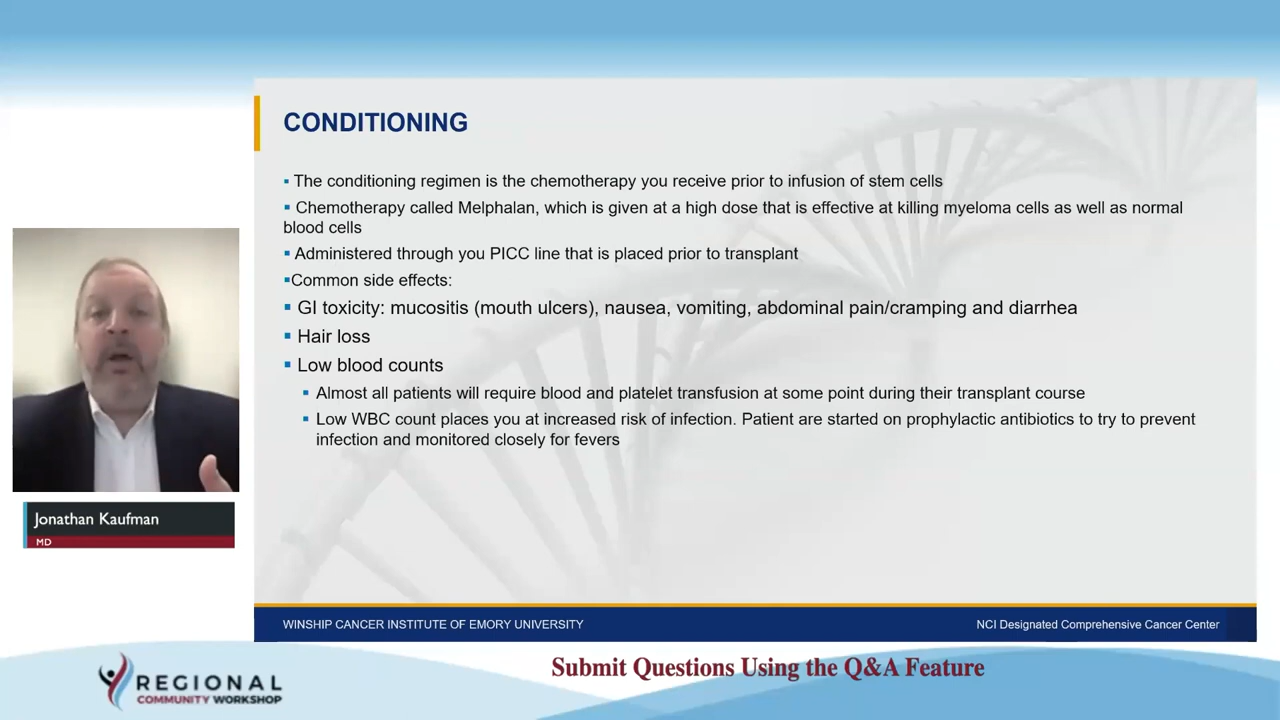 CONDITIONING
▪ The conditioning regimen is the chemotherapy you receive prior to infusion of stem cells
▪ Chemotherapy called Melphalan, which is given at a high dose that is effective at killing myeloma cells as well as normal
blood cells
▪ Administered through you PICC line that is placed prior to transplant
▪Common side effects:
▪ GI toxicity: mucositis (mouth ulcers), nausea, vomiting, abdominal pain/cramping and diarrhea
▪ Hair loss
▪ Low blood counts
▪ Almost all patients will require blood and platelet transfusion at some point during their transplant course
▪ Low WBC count places you at increased risk of infection. Patient are started on prophylactic antibiotics to try to prevent
infection and monitored closely for fevers
Jonathan Kaufman
MD
WINSHIP CANCER INSTITUTE OF EMORY UNIVERSITY
NCI Designated Comprehensive Cancer Center
REGIONAL
COMMUNITY WORKSHOP
Submit Questions Using the Q&A Feature